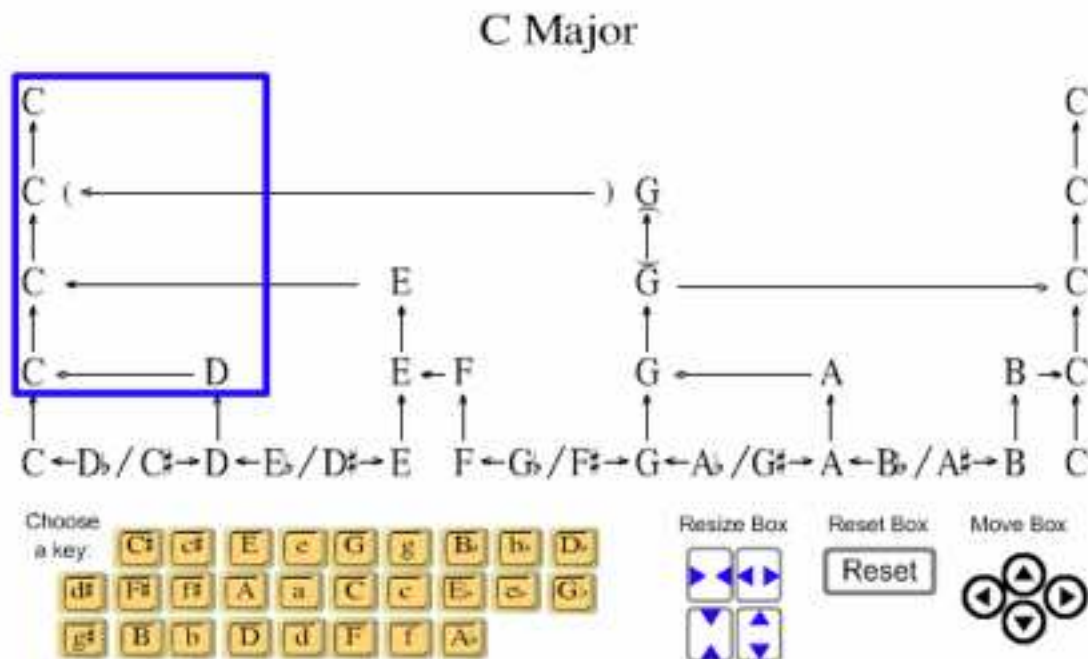 C Major
C C
C ( ) G C
C E G C
C D E F G A B C
C D♭/C♯ D E♭/D♯ E F G♭/F♯ G A♭/G♯ A B♭/A♯ B C
Choose a key:
C♯ c♯ E e G g B♭ b♭ D♭
d♯ F♯ f♯ A a C c E♭ e♭ G♭
g♯ B b D d F f A♭
Resize Box
Reset Box
Reset
Move Box